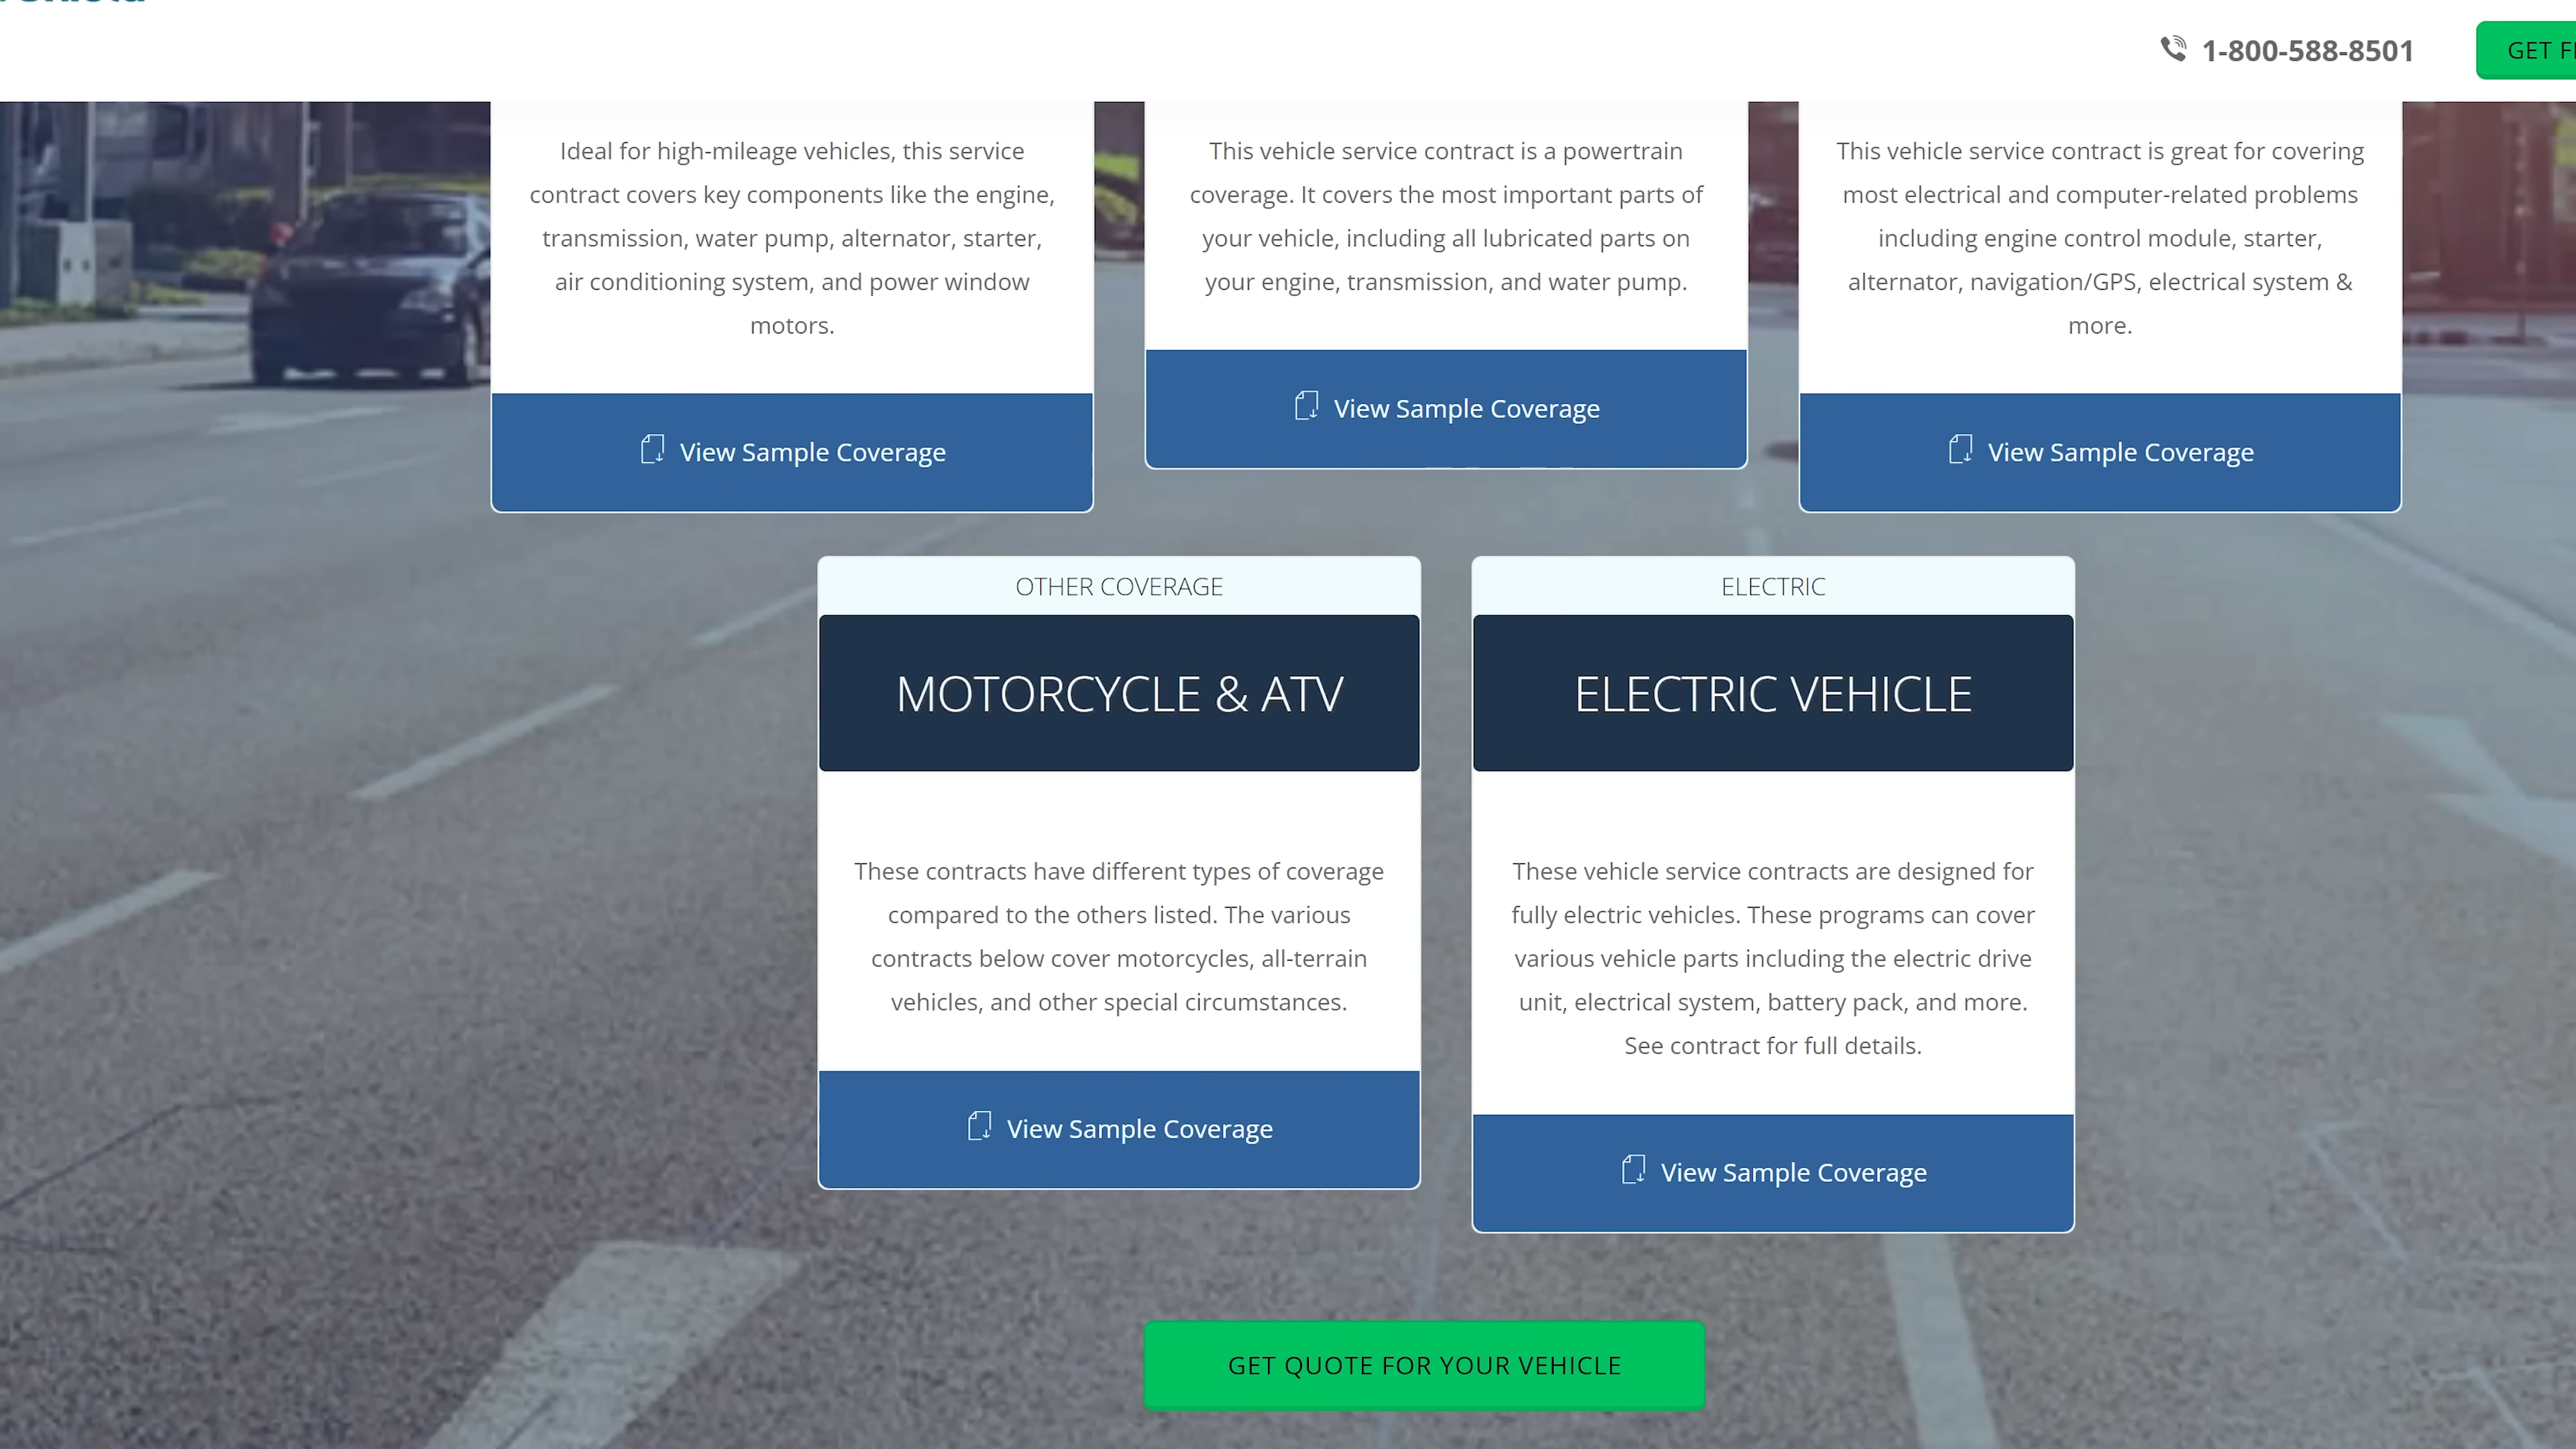 1-800-588-8501
Ideal for high-mileage vehicles, this service
contract covers key components like the engine,
transmission, water pump, alternator, starter,
air conditioning system, and power window
motors.
View Sample Coverage
This vehicle service contract is a powertrain
coverage. It covers the most important parts of
your vehicle, including all lubricated parts on
your engine, transmission, and water pump.
View Sample Coverage
This vehicle service contract is great for covering
most electrical and computer-related problems
including engine control module, starter,
alternator, navigation/GPS, electrical system &
more.
View Sample Coverage
OTHER COVERAGE
MOTORCYCLE & ATV
These contracts have different types of coverage
compared to the others listed. The various
contracts below cover motorcycles, all-terrain
vehicles, and other special circumstances.
View Sample Coverage
ELECTRIC
ELECTRIC VEHICLE
These vehicle service contracts are designed for
fully electric vehicles. These programs can cover
various vehicle parts including the electric drive
unit, electrical system, battery pack, and more.
See contract for full details.
View Sample Coverage
GET QUOTE FOR YOUR VEHICLE
GET